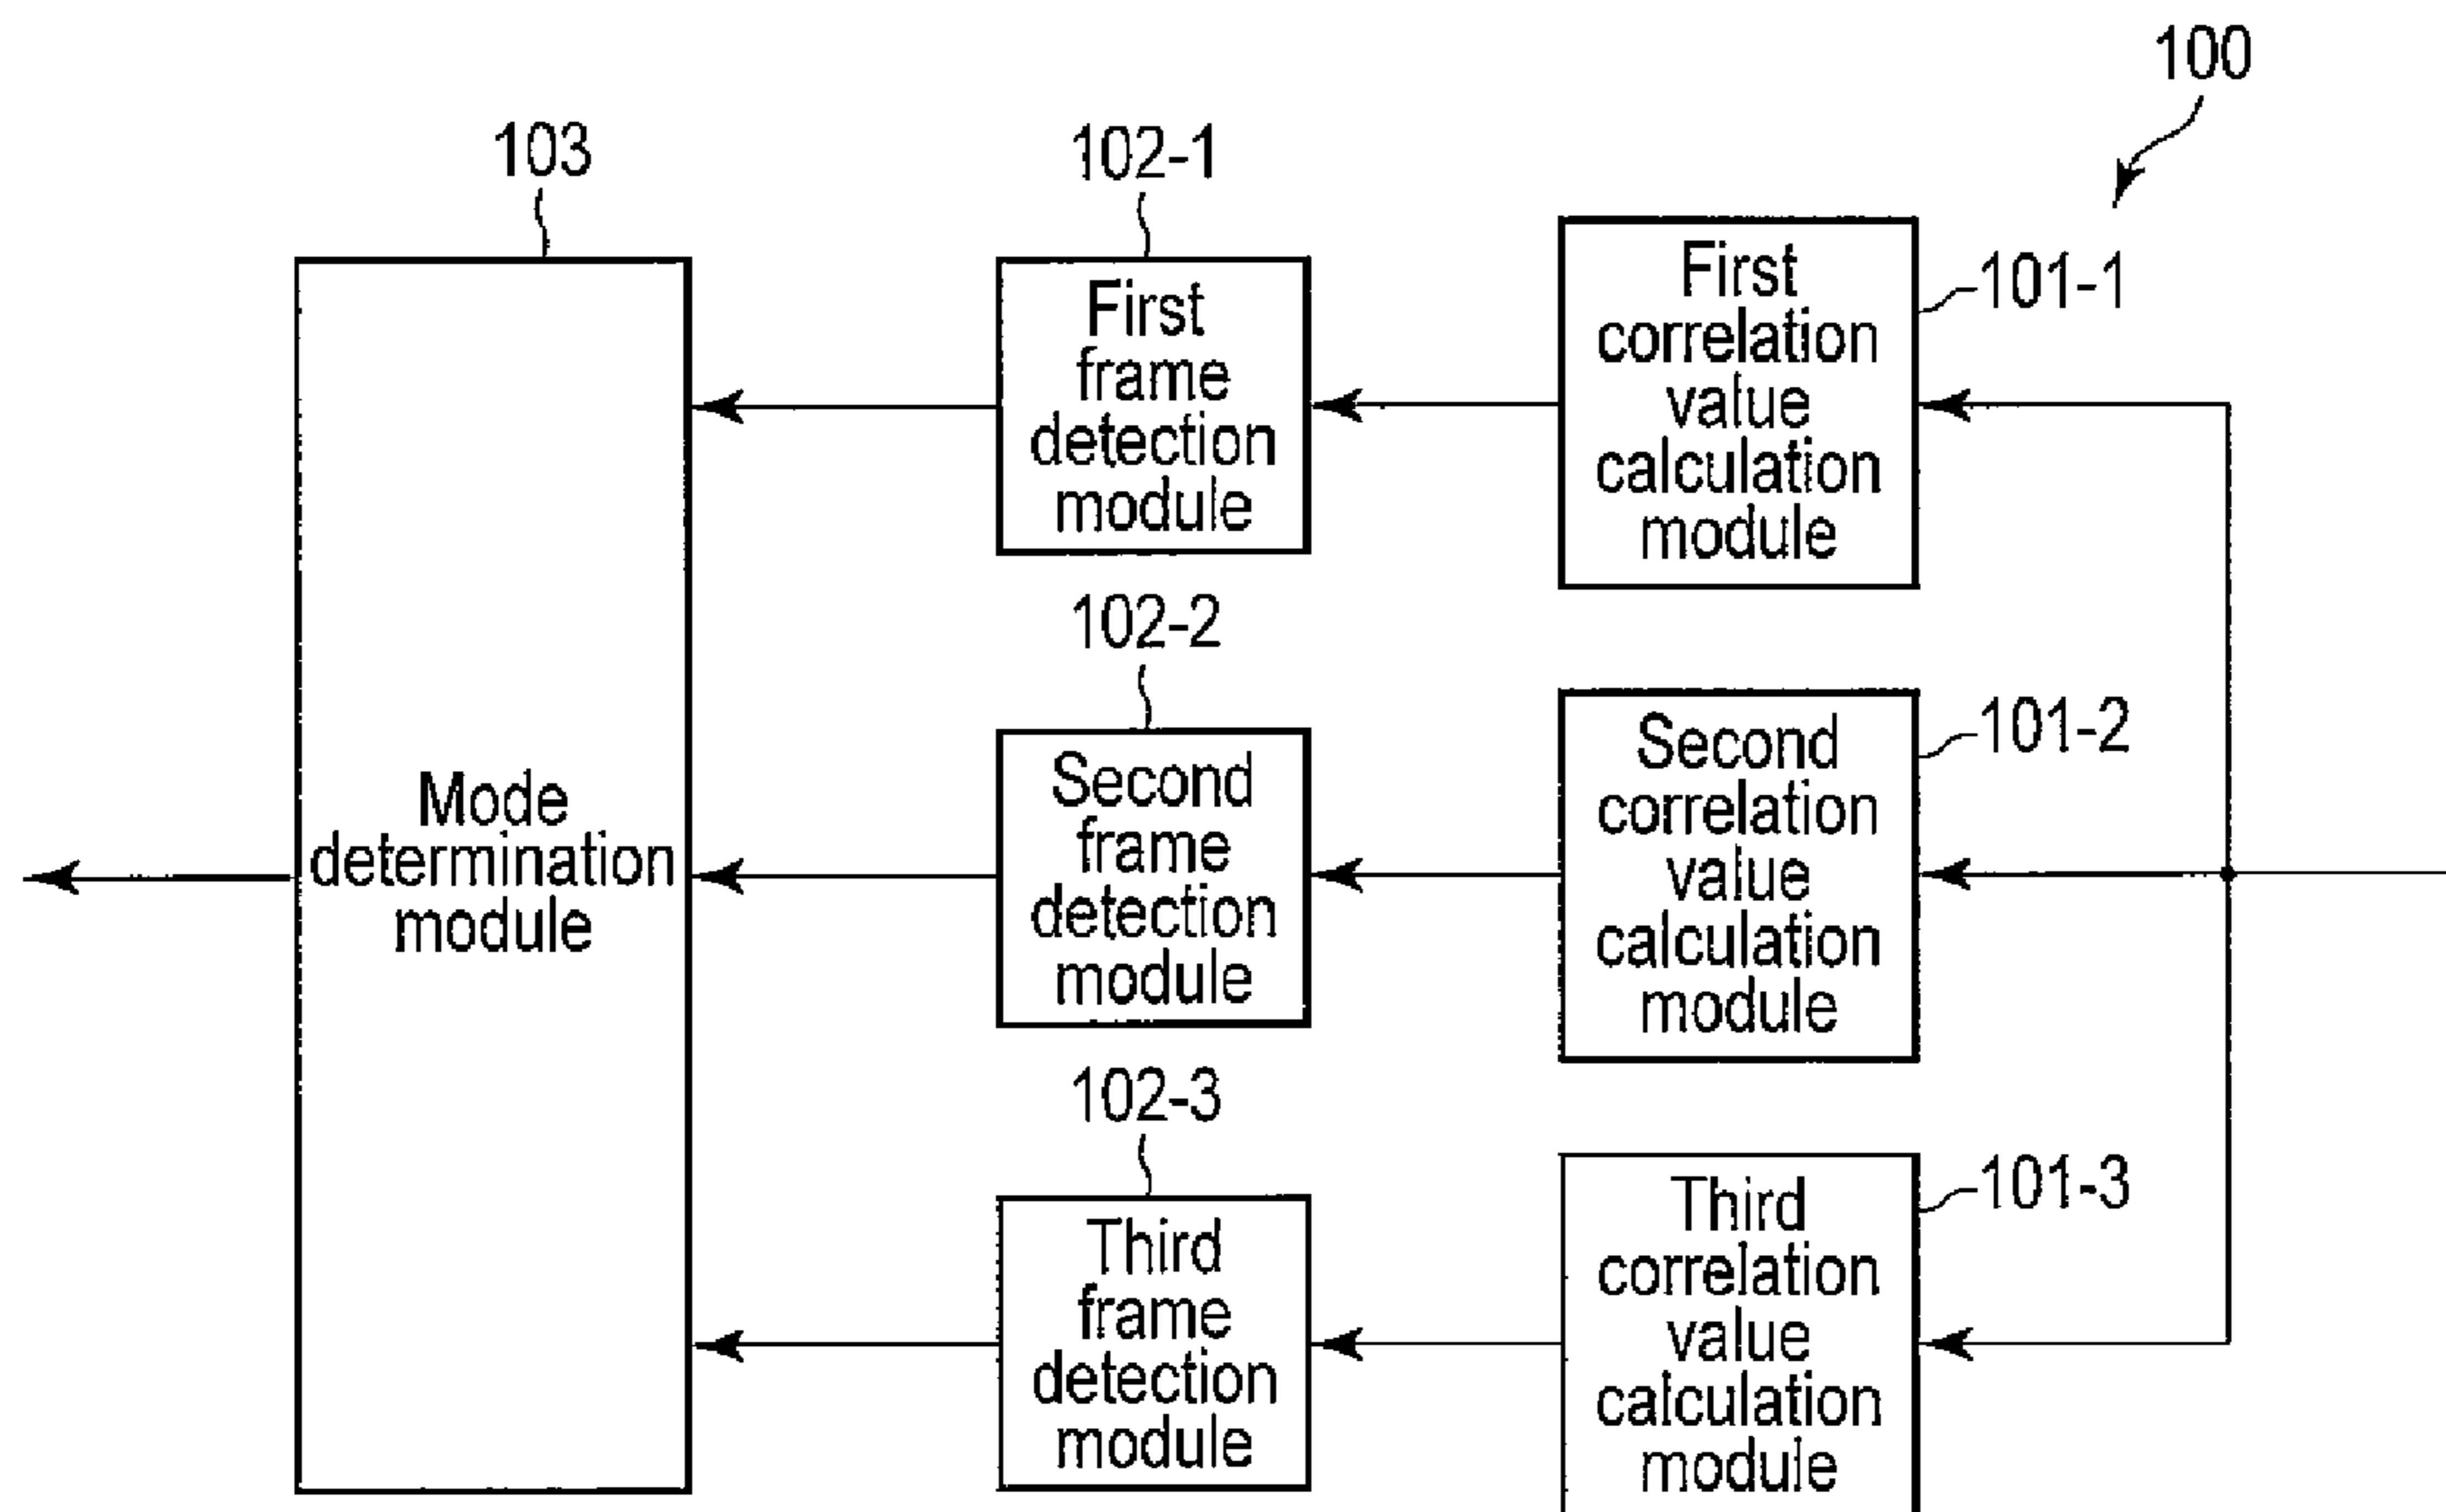 100
103
102-1
First
frame
detection
module
First
correlation
value
calculation
module
101-1
102-2
Mode
determination
module
Second
frame
detection
module
Second
correlation
value
calculation
module
101-2
102-3
Third
frame
detection
module
Third
correlation
value
calculation
module
101-3